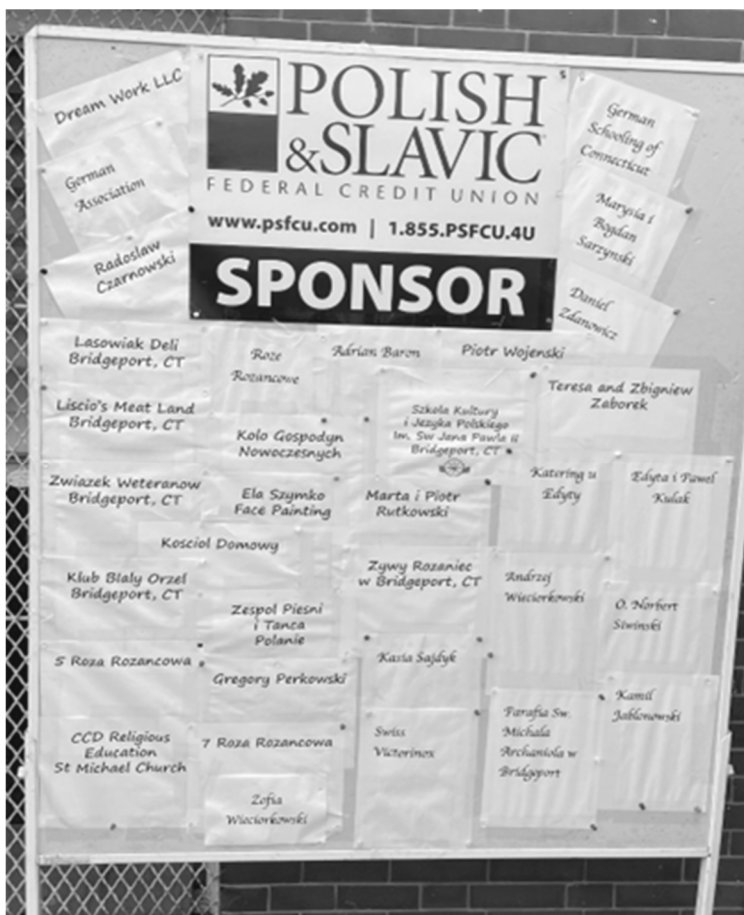 Dream Work LLC
German
Association
Radoslaw
Czarnowski
POLISH
&SLAVIC
FEDERAL CREDIT UNION
www.psfcu.com | 1.855.PSFCU.4U
SPONSOR
German
Schooling of
Connecticut
Marysia i
Bogdan
Sarzynski
Daniel
Zdanowicz
Lasowiak Deli
Bridgeport, CT
Roze
Rozancowe
Adrian Baron
Piotr Wojenski
Teresa and Zbigniew
Zaborek
Liscio's Meat Land
Bridgeport, CT
Kolo Gospodyn
Nowoczesnych
Szkola Kultury
i Jezyka Polskiego
Im. Sw Jana Pawla II
Bridgeport, CT
Zwiazek Weteranow
Bridgeport, CT
Ela Szymko
Face Painting
Marta i Piotr
Rutkowski
Katering u
Edyty
Edyta i Pawel
Kulak
Kosciol Domowy
Klub Bialy Orzel
Bridgeport, CT
Zespol Piesni
i Tanca
Polanie
Zywy Rozaniec
w Bridgeport, CT
Andrzej
Wieciorkowski
O. Norbert
Siwinski
5 Roza Rozancowa
Gregory Perkowski
Kasia Sajdyk
Kamil
Jablonowski
CCD Religious
Education
St Michael Church
7 Roza Rozancowa
Swiss
Victorinox
Parafia Sw.
Michala
Archaniola w
Bridgeport
Zofia
Wieciorkowski